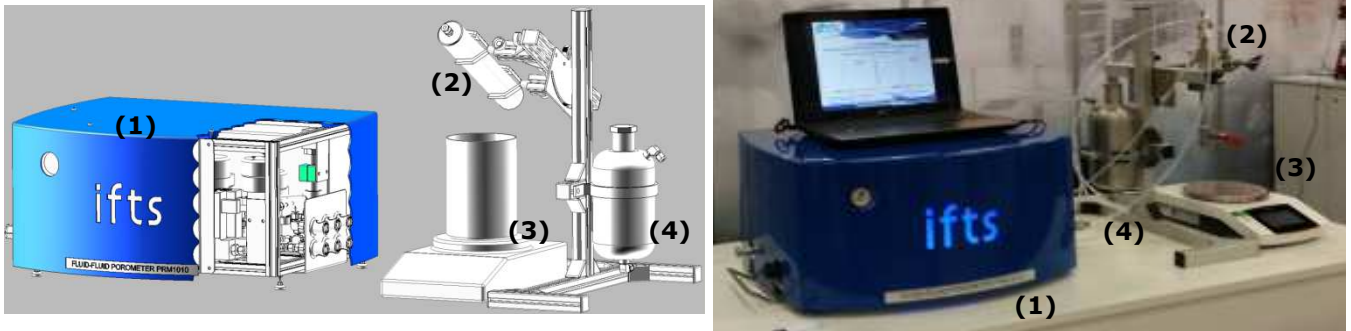 (2)
(1)
ifts
(3)
(4)
FLUID-FLUID POROMETER PRM1010
(2)
(3)
ifts
(4)
(1)